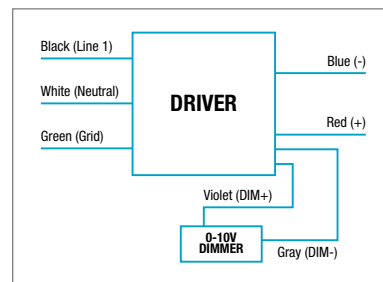 Black (Line 1)
White (Neutral)
Green (Grid)
DRIVER
Blue (-)
Red (+)
Violet (DIM+)
0-10V
DIMMER
Gray (DIM-)